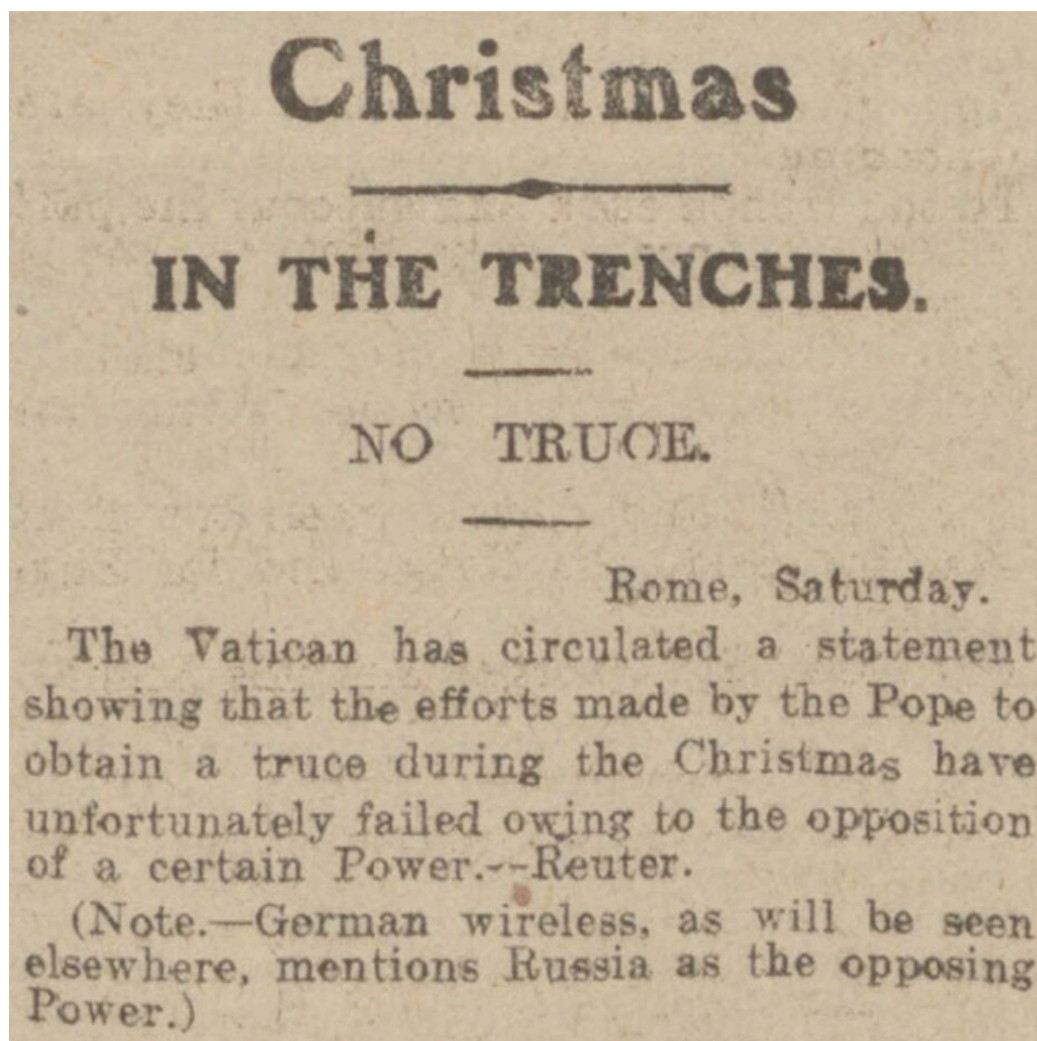 Christmas
IN THE TRENCHES.
NO TRUCE.
Rome, Saturday.
The Vatican has circulated a statement
showing that the efforts made by the Pope to
obtain a truce during the Christmas have
unfortunately failed owing to the opposition
of a certain Power.--Reuter.
(Note.—German wireless, as will be seen
elsewhere, mentions Russia as the opposing
Power.)